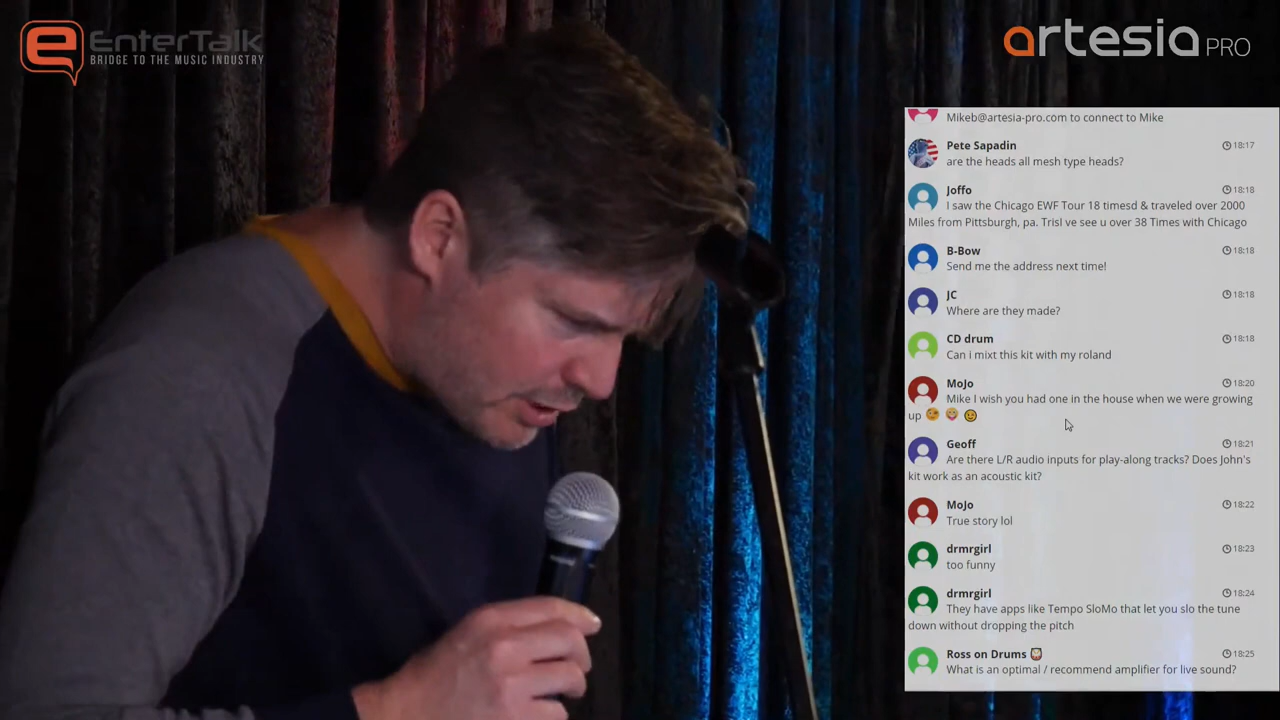 EnterTalk
BRIDGE TO THE MUSIC INDUSTRY
artesia PRO
Mikeb@artesia-pro.com to connect to Mike
Pete Sapadin 18:17
are the heads all mesh type heads?
Joffo 18:18
I saw the Chicago EWF Tour 18 timesd & traveled over 2000
Miles from Pittsburgh, pa. Trisl ve see u over 38 Times with Chicago
B-Bow 18:18
Send me the address next time!
JC 18:18
Where are they made?
CD drum 18:18
Can i mixt this kit with my roland
MoJo 18:20
Mike I wish you had one in the house when we were growing
up
Geoff 18:21
Are there L/R audio inputs for play-along tracks? Does John's
kit work as an acoustic kit?
MoJo 18:22
True story lol
drmrgirl 18:23
too funny
drmrgirl 18:24
They have apps like Tempo SloMo that let you slo the tune
down without dropping the pitch
Ross on Drums 18:25
What is an optimal / recommend amplifier for live sound?